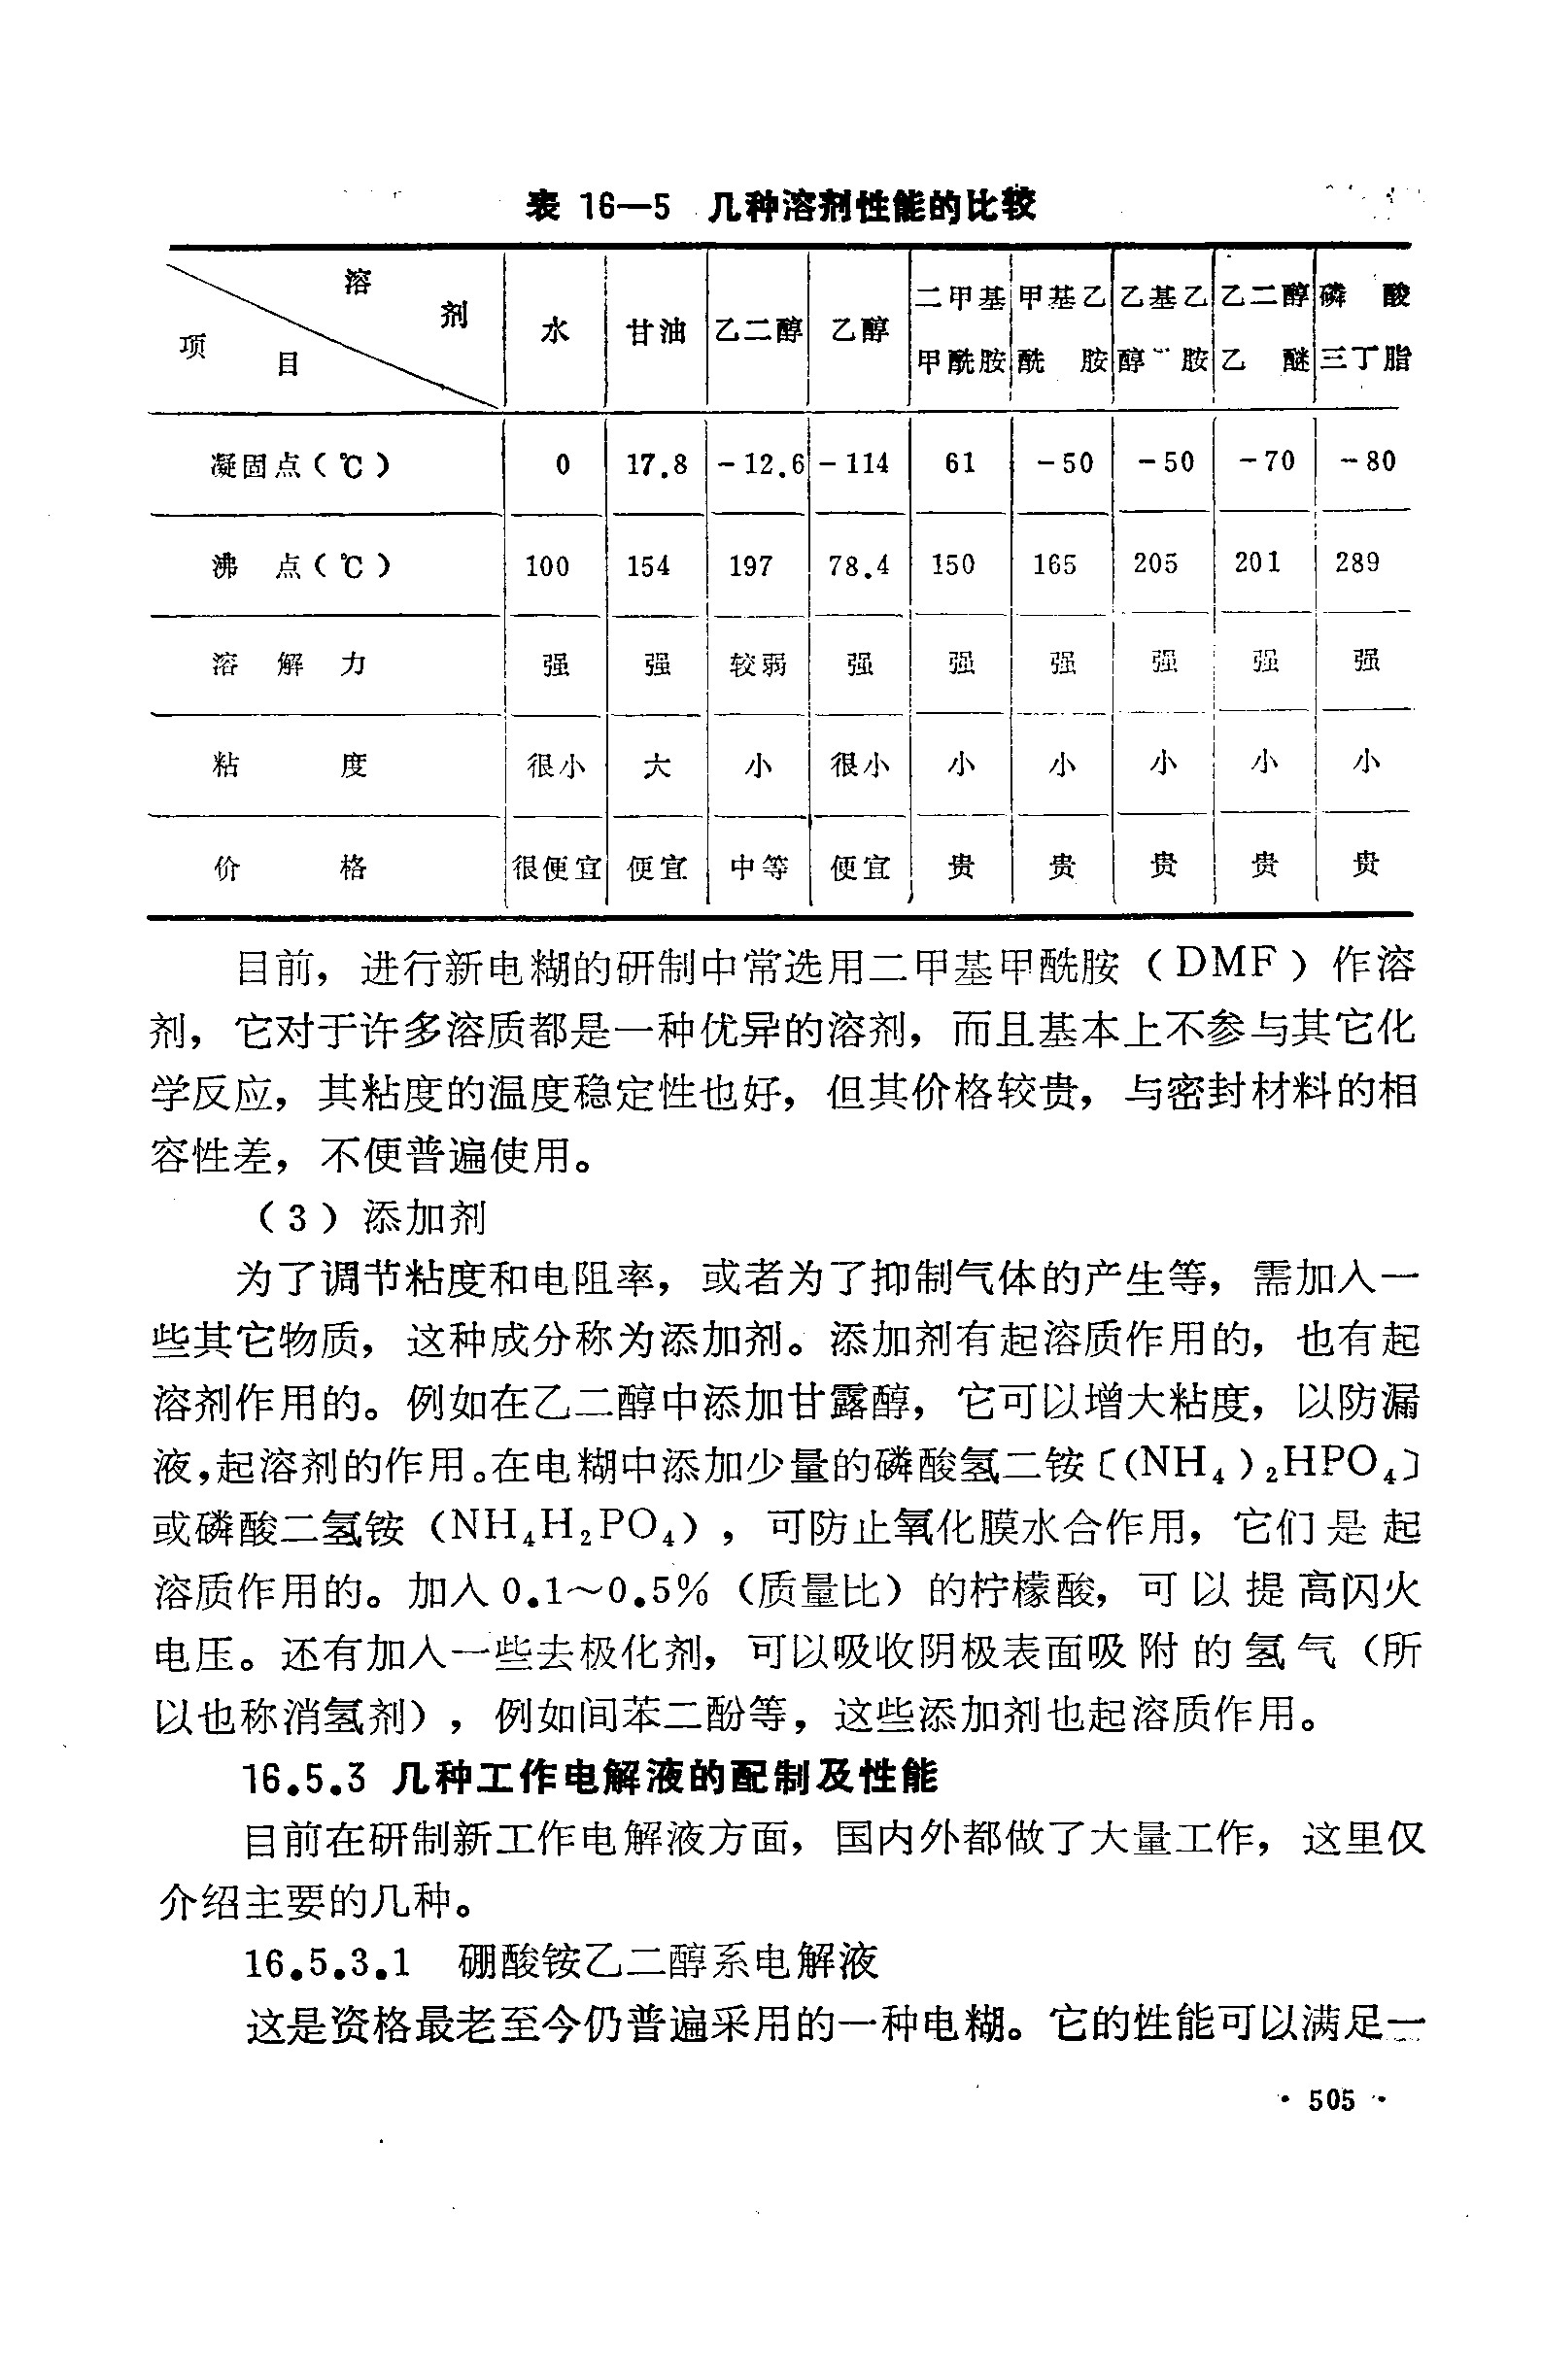 表 16—5 几种溶剂性能的比较
溶剂 项目 水 甘油 乙二醇 乙醇 二甲基甲酰胺 甲基乙酰胺 乙基乙醇胺 乙二醇乙醚 磷酸三丁脂
凝固点(℃) 0 17.8 -12.6 -114 61 -50 -50 -70 -80
沸点(℃) 100 154 197 78.4 150 165 205 201 289
溶解力 强 强 较弱 强 强 强 强 强 强
粘度 很小 大 小 很小 小 小 小 小 小
价格 很便宜 便宜 中等 便宜 贵 贵 贵 贵 贵
目前，进行新电糊的研制中常选用二甲基甲酰胺（DMF）作溶
剂，它对于许多溶质都是一种优异的溶剂，而且基本上不参与其它化
学反应，其粘度的温度稳定性也好，但其价格较贵，与密封材料的相
容性差，不便普遍使用。
（3）添加剂
为了调节粘度和电阻率，或者为了抑制气体的产生等，需加入一
些其它物质，这种成分称为添加剂。添加剂有起溶质作用的，也有起
溶剂作用的。例如在乙二醇中添加甘露醇，它可以增大粘度，以防漏
液，起溶剂的作用。在电糊中添加少量的磷酸氢二铵〔(NH₄)₂HPO₄〕
或磷酸二氢铵（NH₄H₂PO₄），可防止氧化膜水合作用，它们是起
溶质作用的。加入0.1～0.5%（质量比）的柠檬酸，可以提高闪火
电压。还有加入一些去极化剂，可以吸收阴极表面吸附的氢气（所
以也称消氢剂），例如间苯二酚等，这些添加剂也起溶质作用。
16.5.3 几种工作电解液的配制及性能
目前在研制新工作电解液方面，国内外都做了大量工作，这里仅
介绍主要的几种。
16.5.3.1 硼酸铵乙二醇系电解液
这是资格最老至今仍普遍采用的一种电糊。它的性能可以满足一
· 505 ·